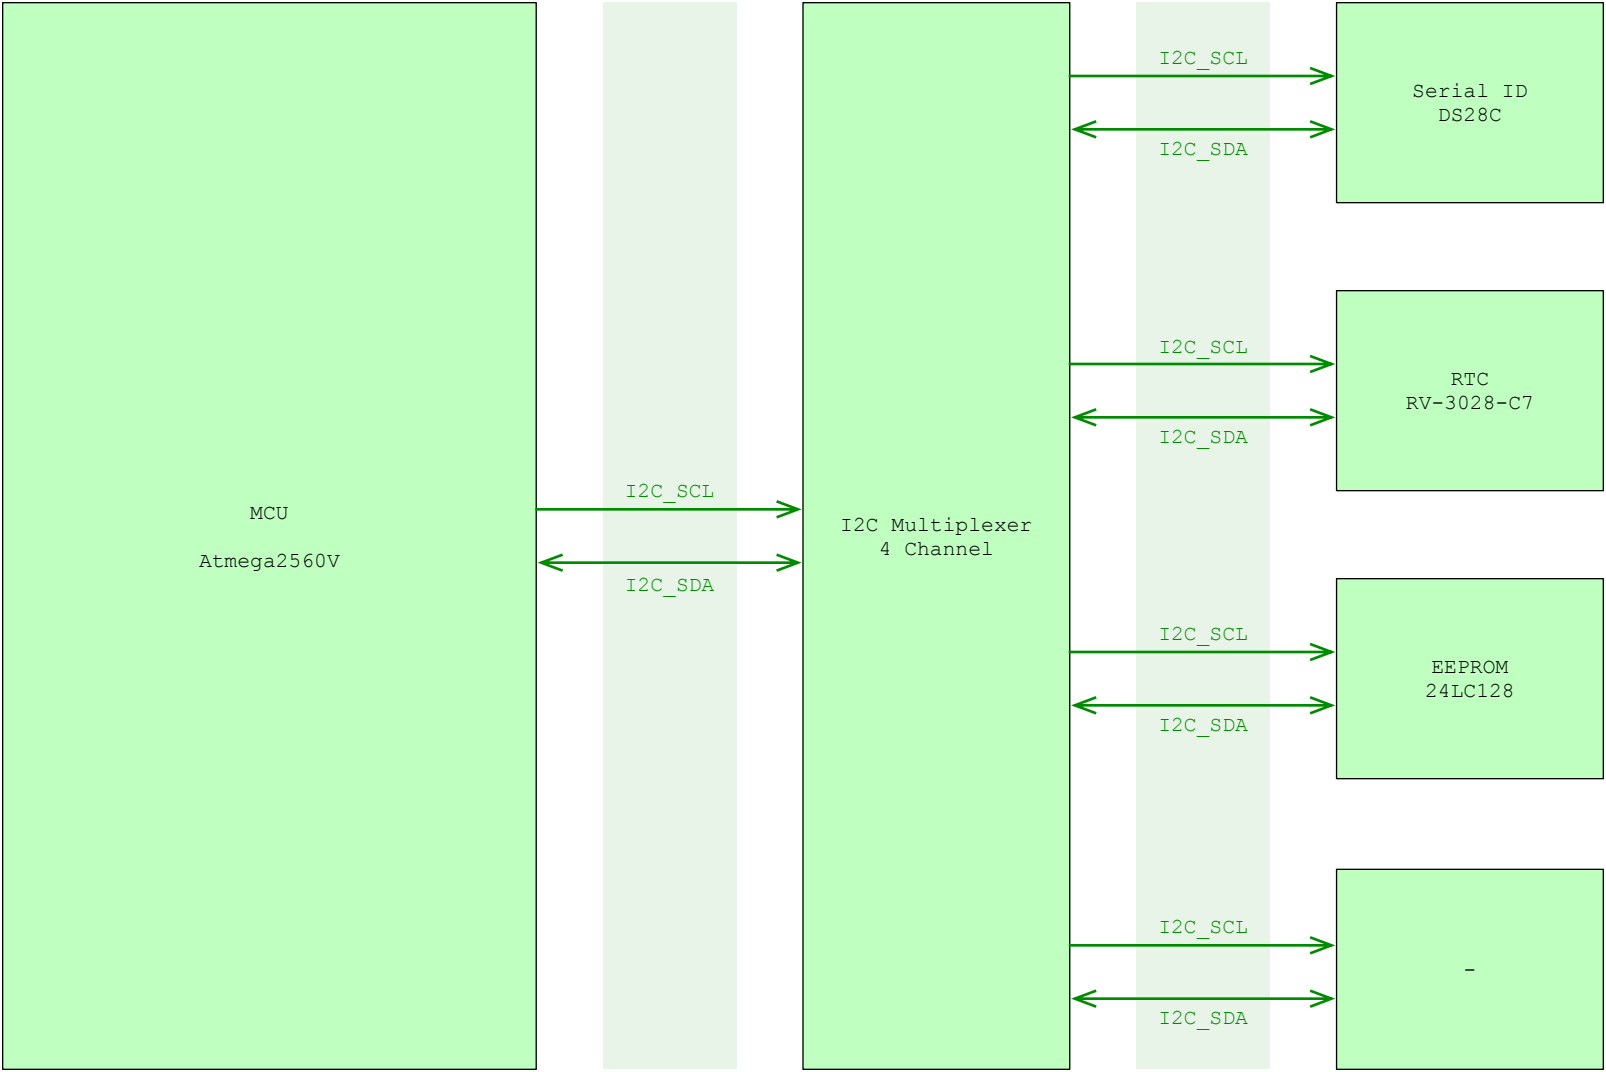 MCU
Atmega2560V
I2C_SCL
I2C_SDA
I2C Multiplexer
4 Channel
I2C_SCL
I2C_SDA
Serial ID
DS28C
I2C_SCL
I2C_SDA
RTC
RV-3028-C7
I2C_SCL
I2C_SDA
EEPROM
24LC128
I2C_SCL
I2C_SDA
-